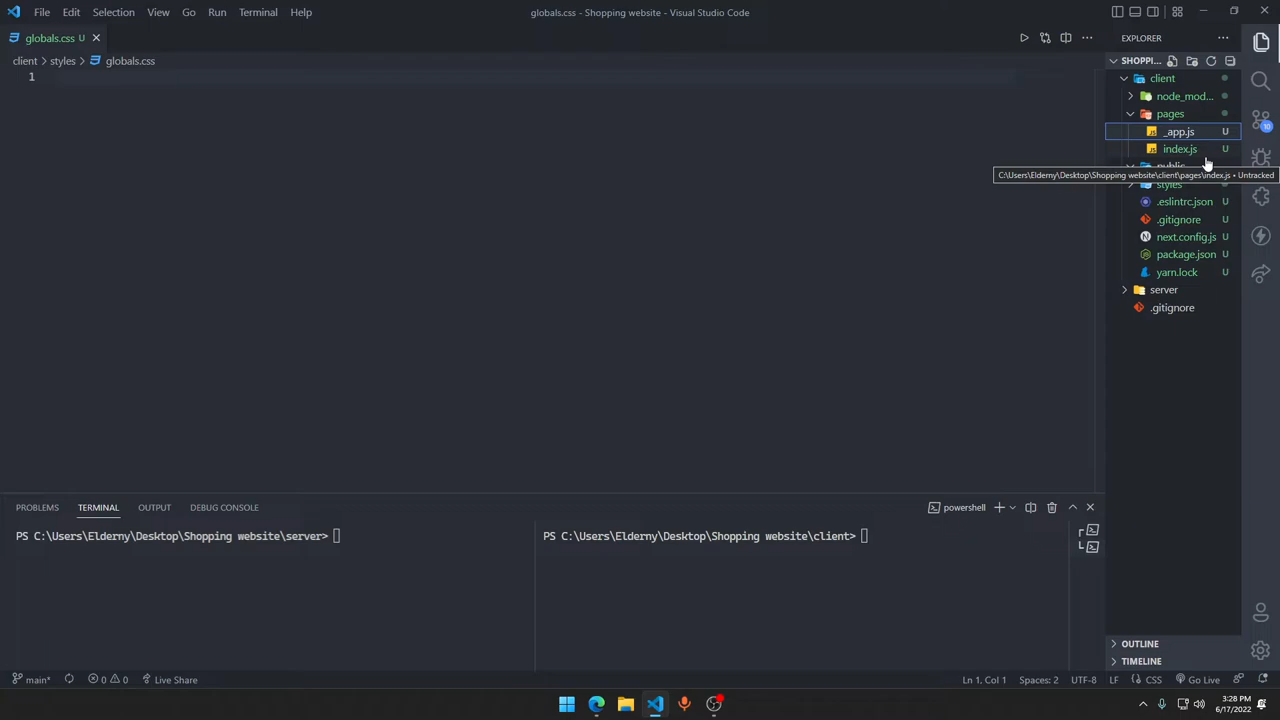 File Edit Selection View Go Run Terminal Help
globals.css - Shopping website - Visual Studio Code
globals.css U
EXPLORER
client > styles > globals.css
SHOPPI...
1
client
node_mod...
pages
_app.js U
index.js U
public
C:\Users\Elderny\Desktop\Shopping website\client\pages\index.js • Untracked
styles
.eslintrc.json U
.gitignore U
next.config.js U
package.json U
yarn.lock U
server
.gitignore
10
PROBLEMS TERMINAL OUTPUT DEBUG CONSOLE
powershell
PS C:\Users\Elderny\Desktop\Shopping website\server>
PS C:\Users\Elderny\Desktop\Shopping website\client>
OUTLINE
TIMELINE
main* 0 0 Live Share
Ln 1, Col 1 Spaces: 2 UTF-8 LF CSS Go Live
3:28 PM
6/17/2022